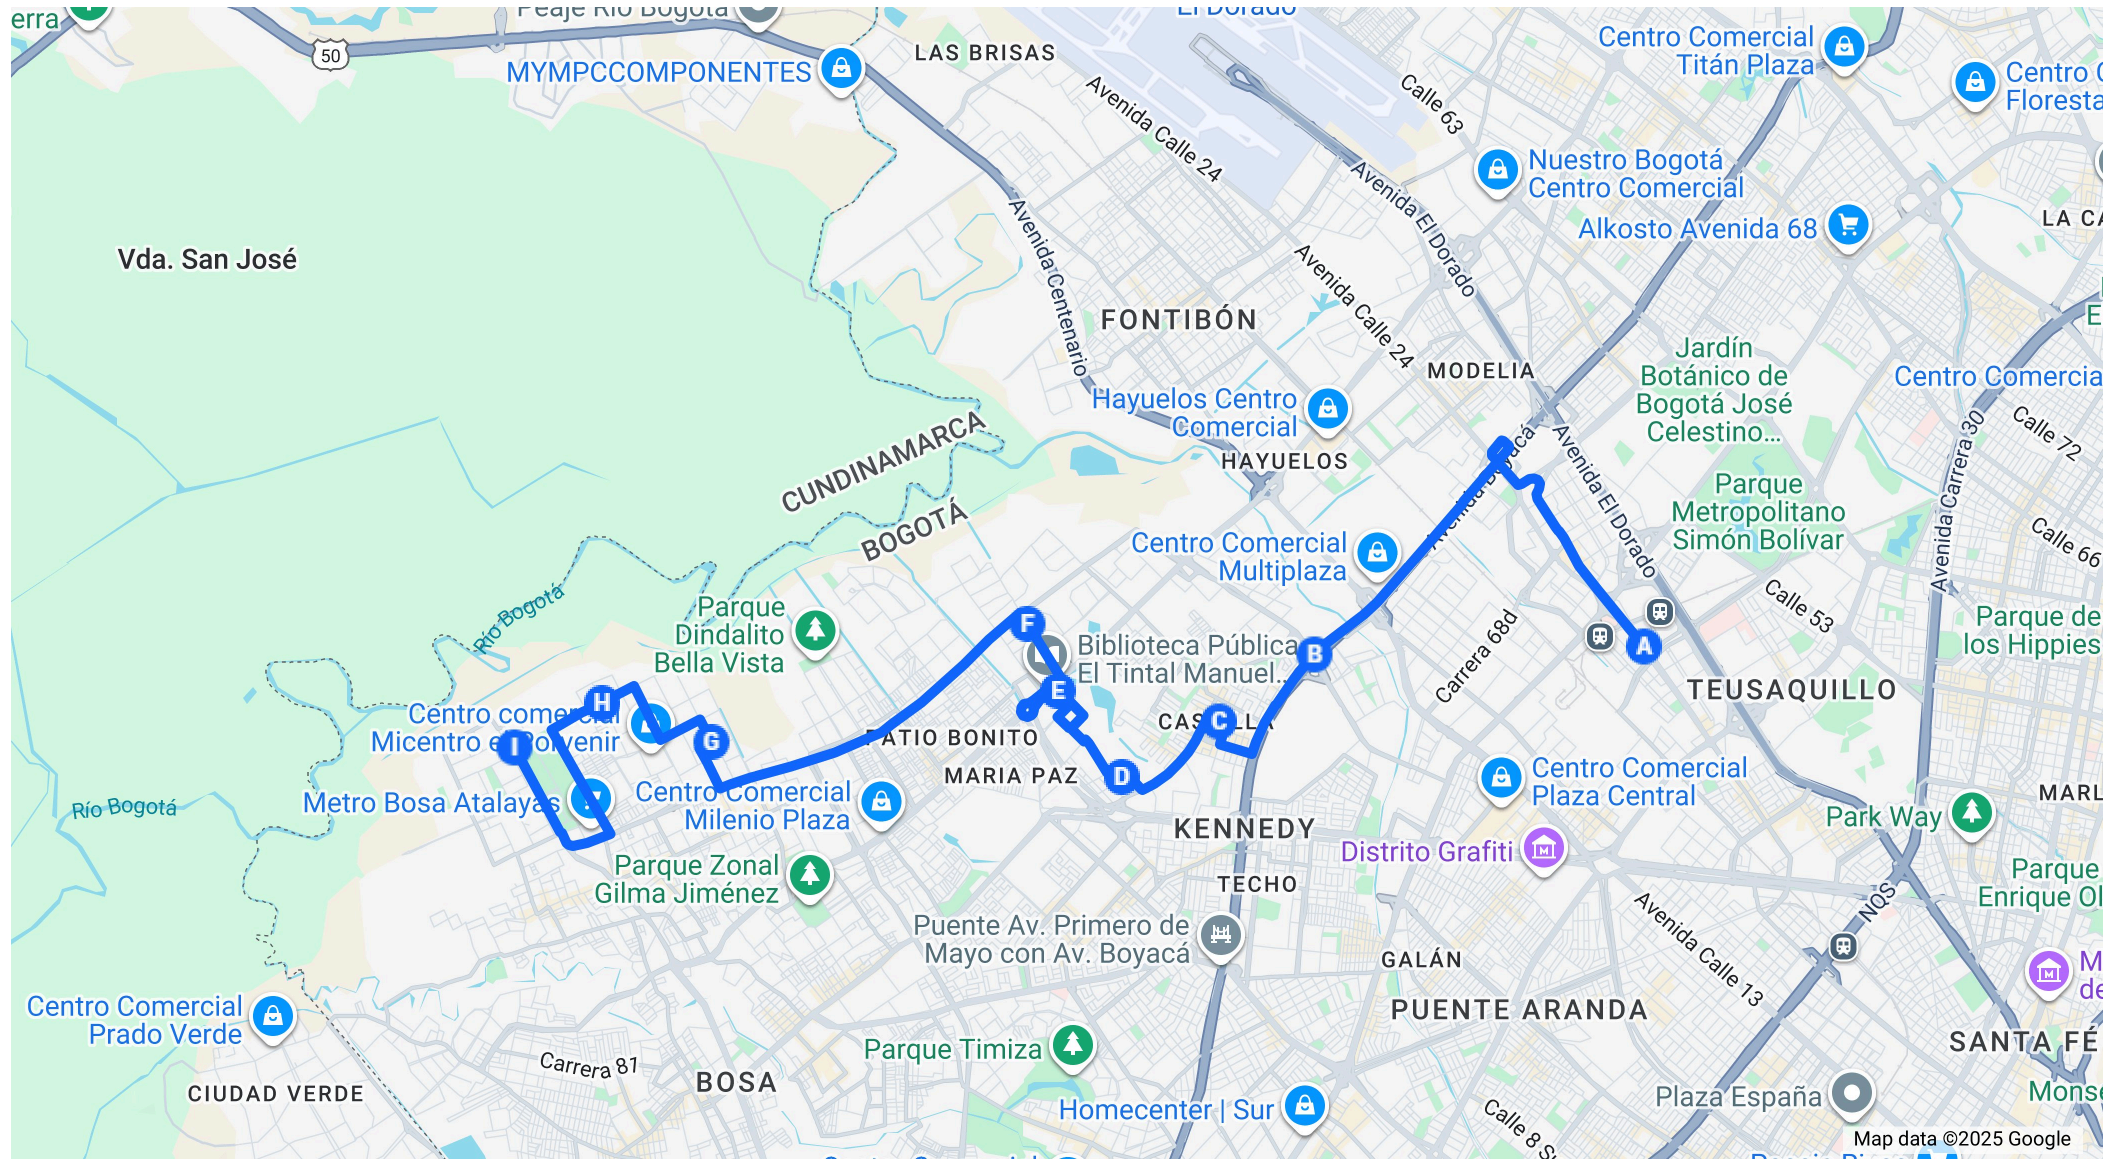 erra
Peaje Río Bogotá
El Dorado
50
MYMPCCOMPONENTES
LAS BRISAS
Avenida Calle 24
Calle 63
Centro Comercial
Titán Plaza
Centro
Floresta
Nuestro Bogotá
Centro Comercial
Avenida El Dorado
Alkosto Avenida 68
LA CA
Vda. San José
Avenida Centenario
FONTIBÓN
Avenida Calle 24
MODELIA
Jardín
Botánico de
Bogotá José
Celestino...
E
Centro Comercia
Hayuelos Centro
Comercial
HAYUELOS
Avenida Boyacá
Avenida El Dorado
Avenida Carrera 30
Calle 72
CUNDINAMARCA
BOGOTÁ
Parque
Metropolitano
Simón Bolívar
Calle 66
Centro Comercial
Multiplaza
Calle 53
Río Bogotá
Parque
Dindalito
Bella Vista
Carrera 68d
Parque de
los Hippies
F
Biblioteca Pública
El Tintal Manuel...
B
A
E
TEUSAQUILLO
H
Centro comercial
Micentro el Porvenir
I
G
PATIO BONITO
CASTILLA
C
MARIA PAZ
D
Centro Comercial
Plaza Central
Metro Bosa Atalayas
Centro Comercial
Milenio Plaza
Río Bogotá
MARL
Park Way
KENNEDY
Distrito Grafiti
Parque Zonal
Gilma Jiménez
TECHO
Parque
Enrique Ol
NQS
Avenida Calle 13
Puente Av. Primero de
Mayo con Av. Boyacá
GALÁN
M
de
Centro Comercial
Prado Verde
PUENTE ARANDA
SANTA FÉ
Parque Timiza
Carrera 81
BOSA
CIUDAD VERDE
Homecenter | Sur
Plaza España
Monse
Calle 8 S
Map data ©2025 Google